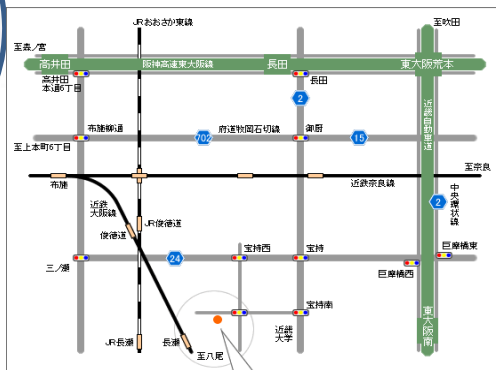 JRおおさか東線
至吹田
至森ノ宮
高井田
阪神高速東大阪線
長田
東大阪荒本
高井田
本通6丁目
長田
2
近畿自動車道
布施柳通
702
府道牧岡石切線
御厨
15
至上本町6丁目
至奈良
布施
近鉄奈良線
中央環状線
2
近鉄
大阪線
JR俊徳道
俊徳道
巨摩橋東
宝持西
宝持
24
三ノ瀬
巨摩橋西
宝持南
東大阪南
近畿
大学
JR長瀬
長瀬
至八尾